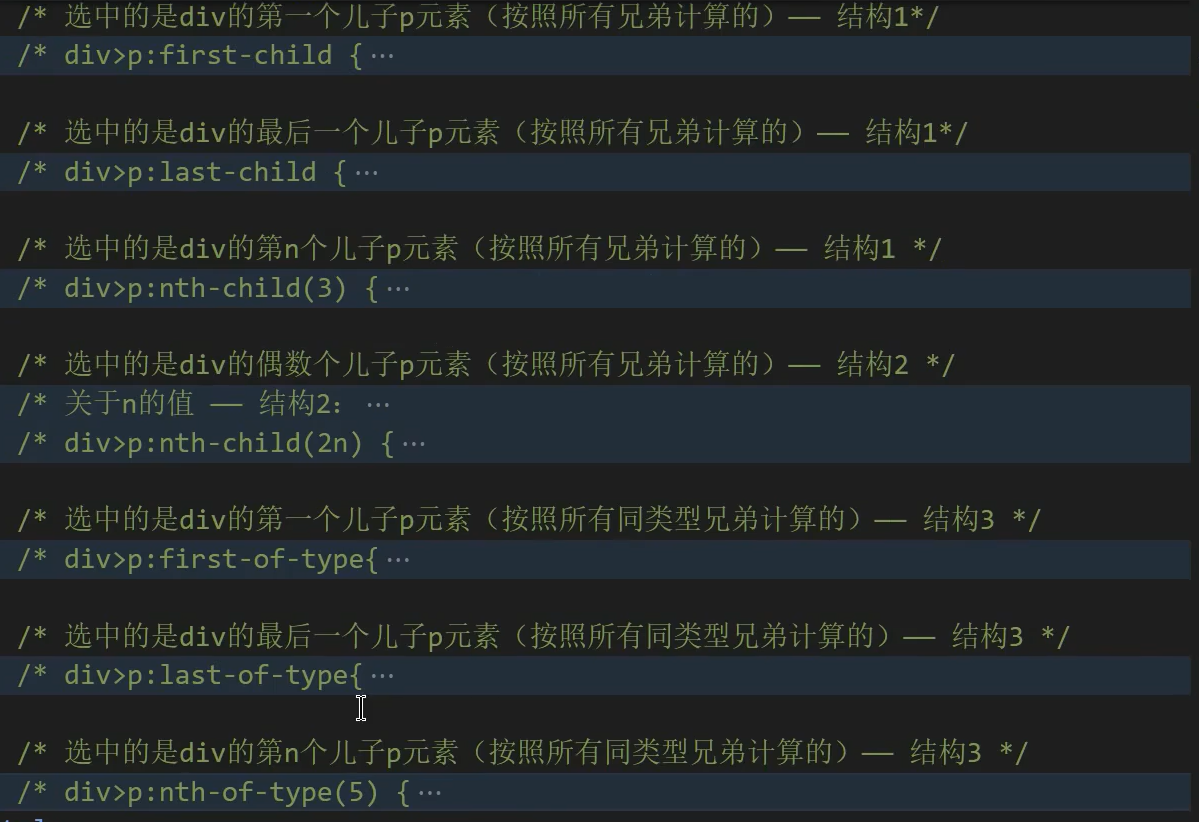 /* 选中的是div的第一个儿子p元素（按照所有兄弟计算的）—— 结构1*/
/* div>p:first-child {···
/* 选中的是div的最后一个儿子p元素（按照所有兄弟计算的）—— 结构1*/
/* div>p:last-child {···
/* 选中的是div的第n个儿子p元素（按照所有兄弟计算的）—— 结构1 */
/* div>p:nth-child(3) {···
/* 选中的是div的偶数个儿子p元素（按照所有兄弟计算的）—— 结构2 */
/* 关于n的值 —— 结构2： ···
/* div>p:nth-child(2n) {···
/* 选中的是div的第一个儿子p元素（按照所有同类型兄弟计算的）—— 结构3 */
/* div>p:first-of-type{···
/* 选中的是div的最后一个儿子p元素（按照所有同类型兄弟计算的）—— 结构3 */
/* div>p:last-of-type{···
/* 选中的是div的第n个儿子p元素（按照所有同类型兄弟计算的）—— 结构3 */
/* div>p:nth-of-type(5) {···